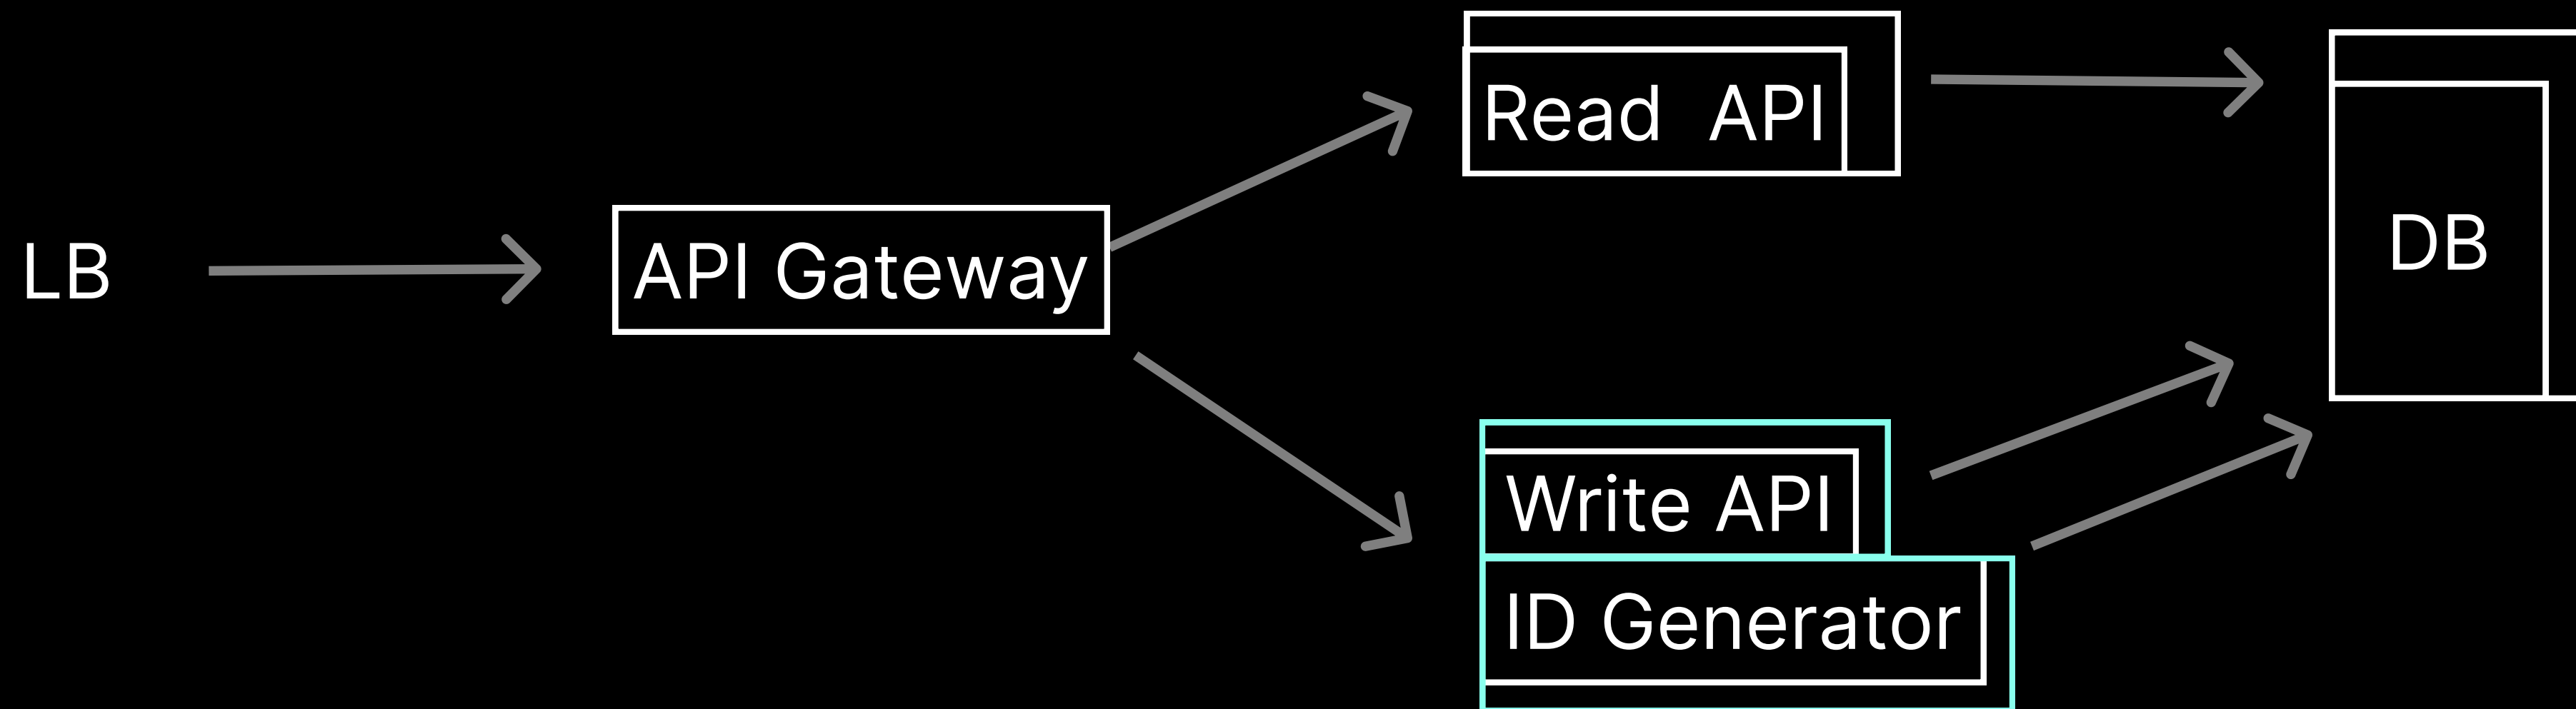 LB
API Gateway
Read API
DB
Write API
ID Generator